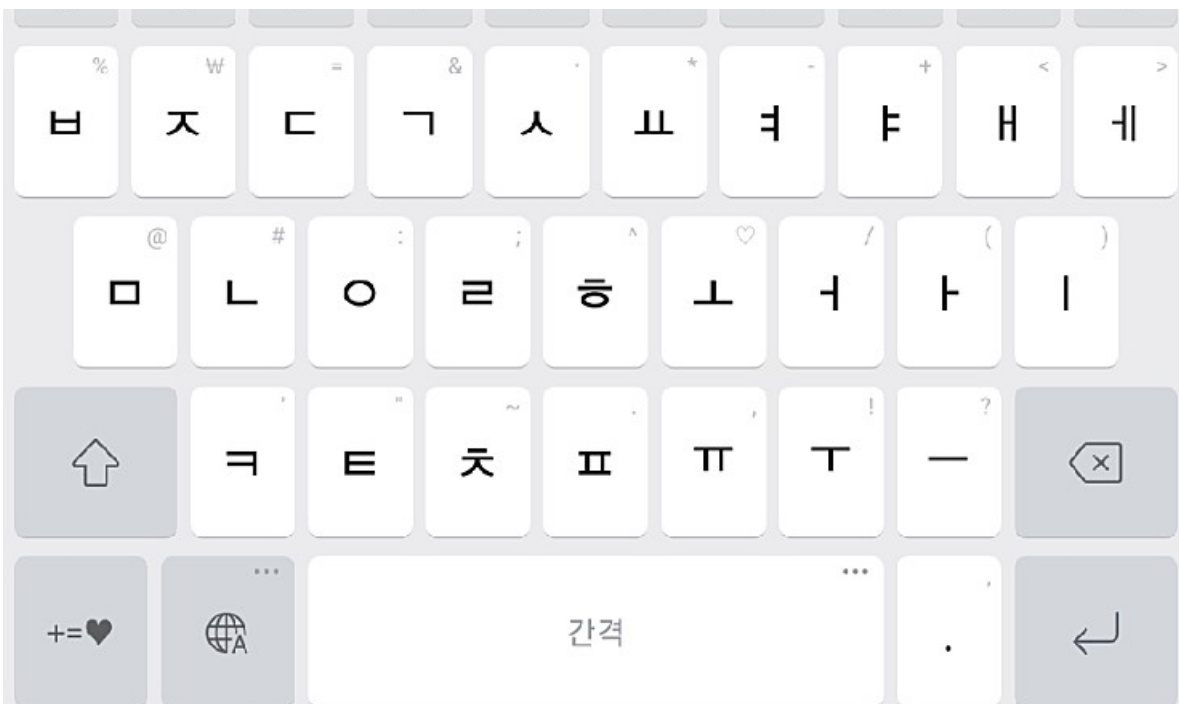 % ₩ = & · * - + < >
ㅂ ㅈ ㄷ ㄱ ㅅ ㅛ ㅕ ㅑ ㅐ ㅔ
@ # : ; ^ ♡ / ( )
ㅁ ㄴ ㅇ ㄹ ㅎ ㅗ ㅓ ㅏ ㅣ
' " ~ . , ! ?
ㅋ ㅌ ㅊ ㅍ ㅠ ㅜ ㅡ
... ... ,
+=♥ A 간격 .